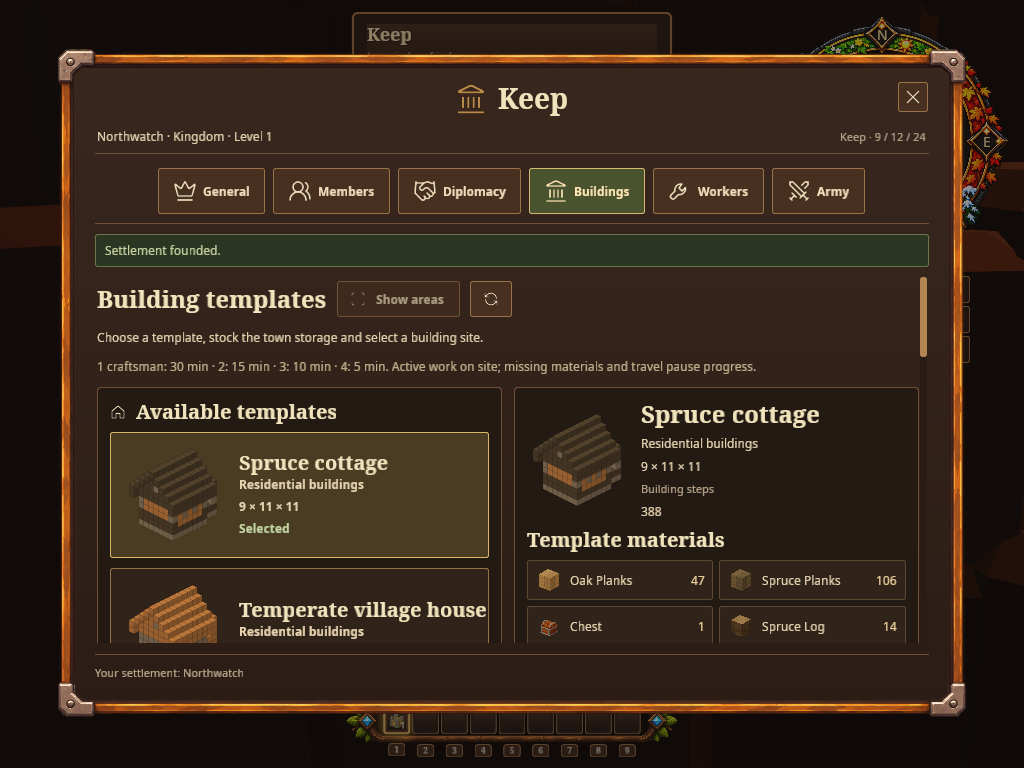 Keep
N
Keep
Northwatch · Kingdom · Level 1
Keep · 9 / 12 / 24
E
General
Members
Diplomacy
Buildings
Workers
Army
Settlement founded.
Building templates
Show areas
Choose a template, stock the town storage and select a building site.
1 craftsman: 30 min · 2: 15 min · 3: 10 min · 4: 5 min. Active work on site; missing materials and travel pause progress.
Available templates
Spruce cottage
Residential buildings
9 × 11 × 11
Selected
Temperate village house
Residential buildings
Spruce cottage
Residential buildings
9 × 11 × 11
Building steps
388
Template materials
Oak Planks 47
Spruce Planks 106
Chest 1
Spruce Log 14
Your settlement: Northwatch
1 2 3 4 5 6 7 8 9